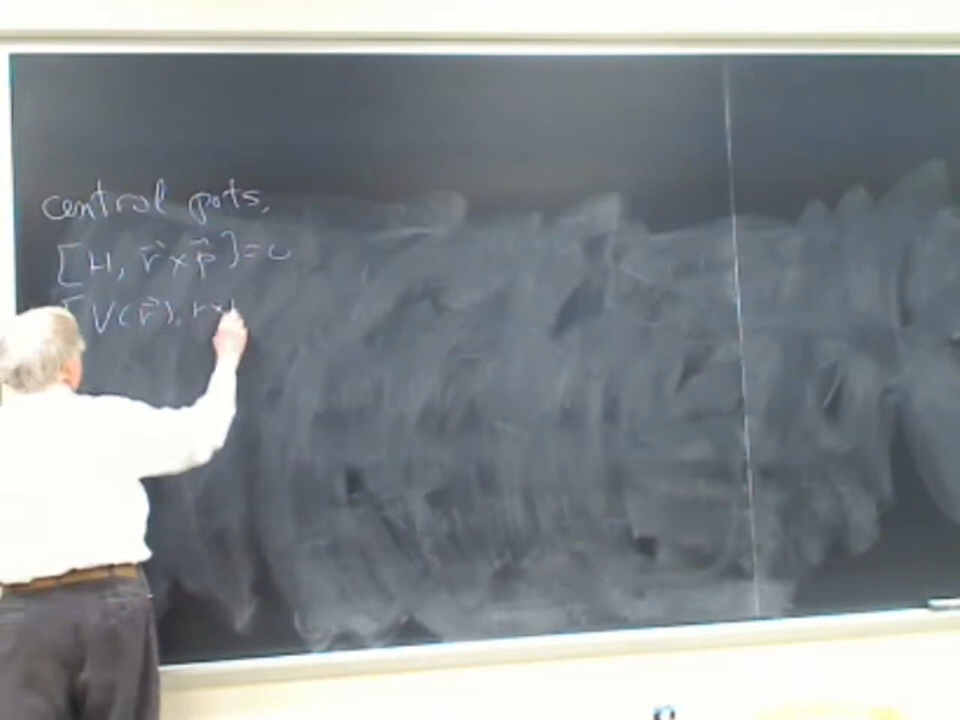 central pots,
[H, r⃗ × p⃗] = 0
[V(r⃗), r ×